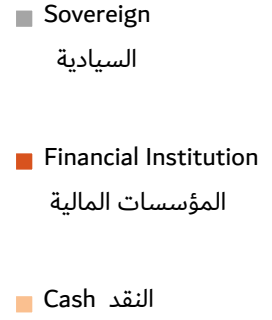 Sovereign
السيادية
Financial Institution
المؤسسات المالية
Cash النقد